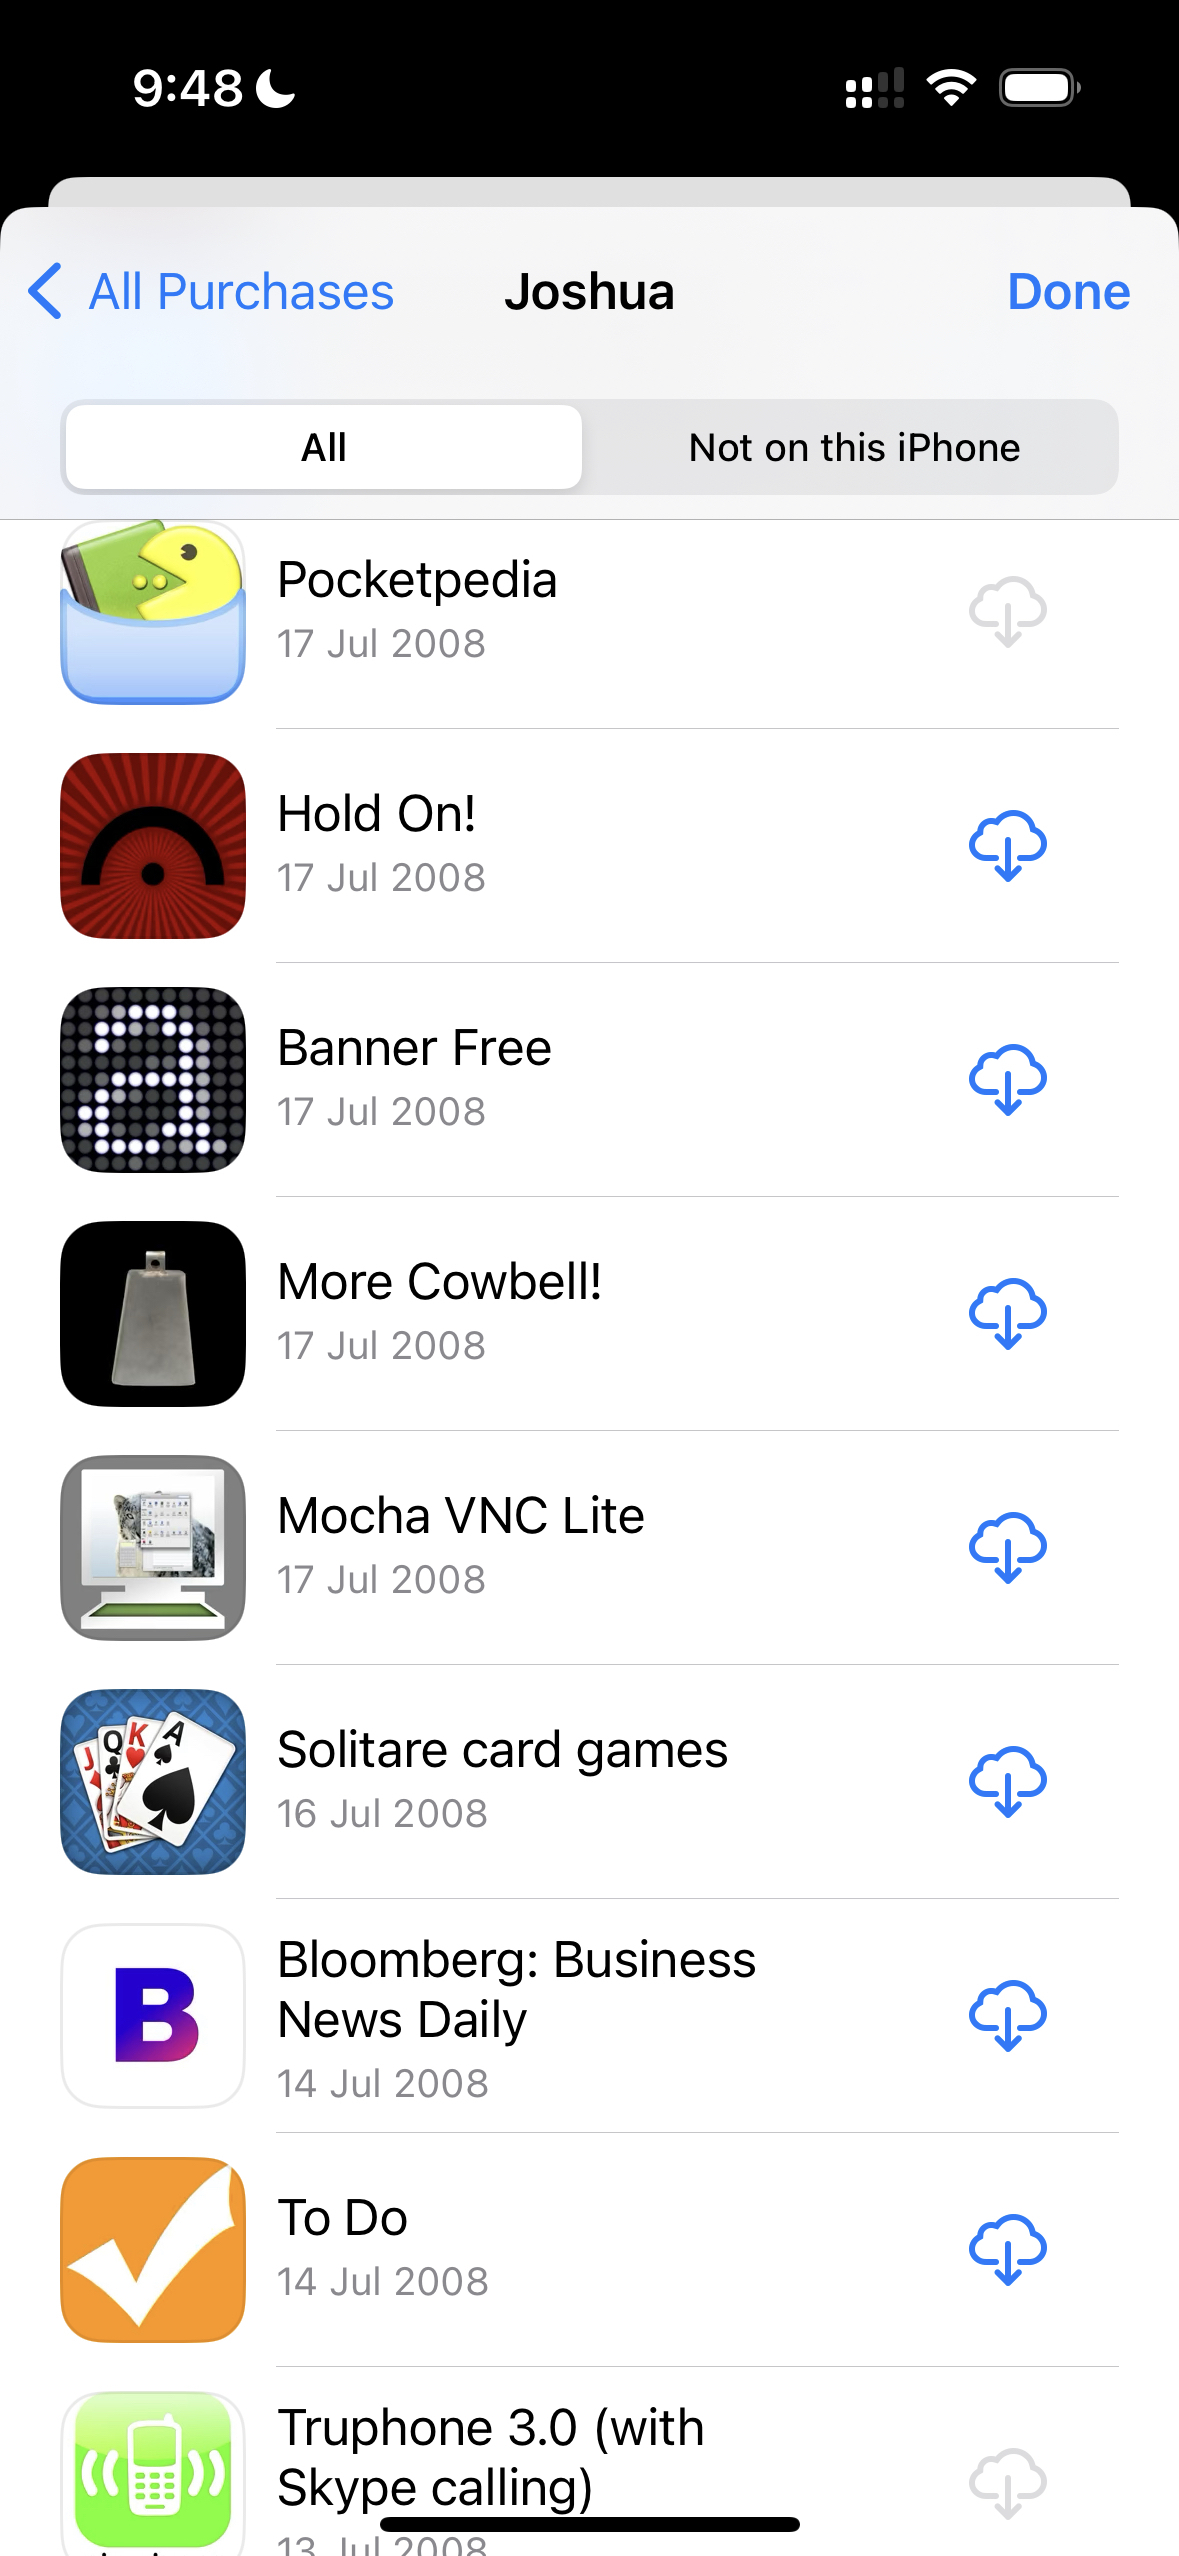 9:48
All Purchases
Joshua
Done
All
Not on this iPhone
Pocketpedia
17 Jul 2008
Hold On!
17 Jul 2008
a
Banner Free
17 Jul 2008
More Cowbell!
17 Jul 2008
Mocha VNC Lite
17 Jul 2008
J Q K A
Solitare card games
16 Jul 2008
B
Bloomberg: Business
News Daily
14 Jul 2008
To Do
14 Jul 2008
Truphone 3.0 (with
Skype calling)
13 Jul 2008